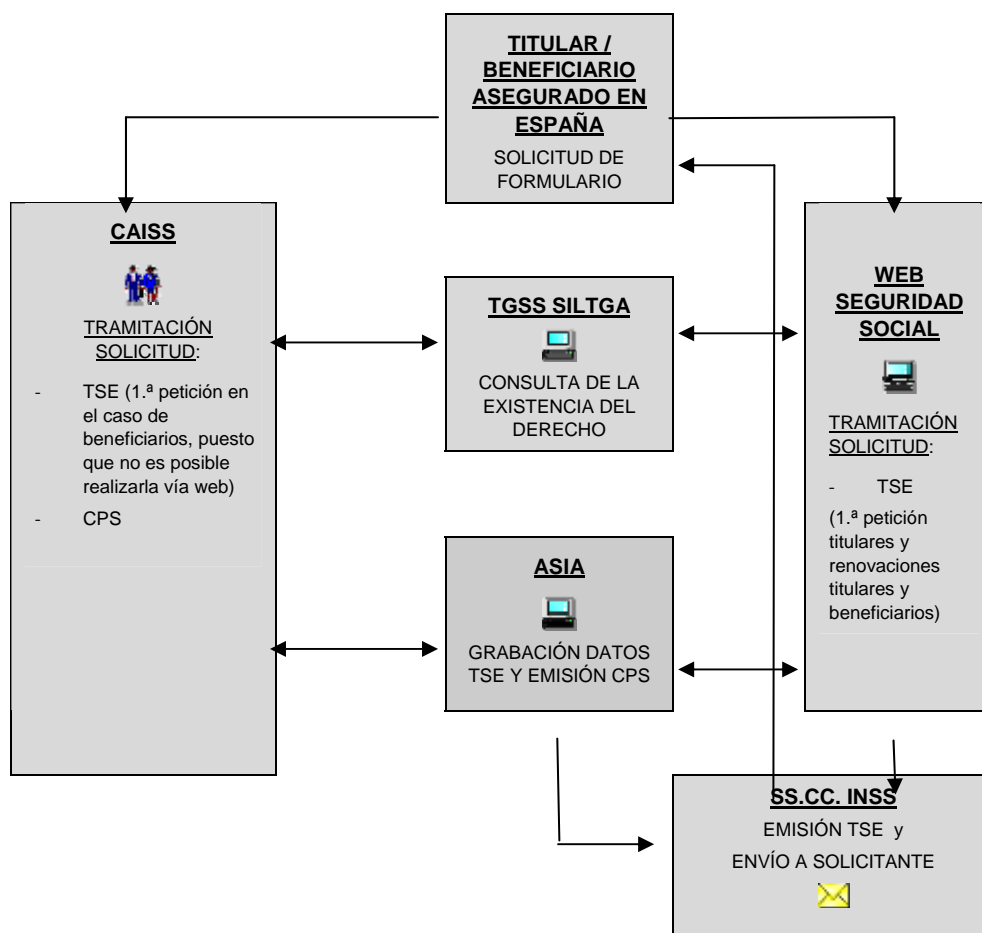 TITULAR /
BENEFICIARIO
ASEGURADO EN
ESPAÑA
SOLICITUD DE
FORMULARIO
CAISS
TRAMITACIÓN
SOLICITUD:
- TSE (1.ª petición en
el caso de
beneficiarios, puesto
que no es posible
realizarla vía web)
- CPS
TGSS SILTGA
CONSULTA DE LA
EXISTENCIA DEL
DERECHO
WEB
SEGURIDAD
SOCIAL
TRAMITACIÓN
SOLICITUD:
- TSE
(1.ª petición
titulares y
renovaciones
titulares y
beneficiarios)
ASIA
GRABACIÓN DATOS
TSE Y EMISIÓN CPS
SS.CC. INSS
EMISIÓN TSE y
ENVÍO A SOLICITANTE